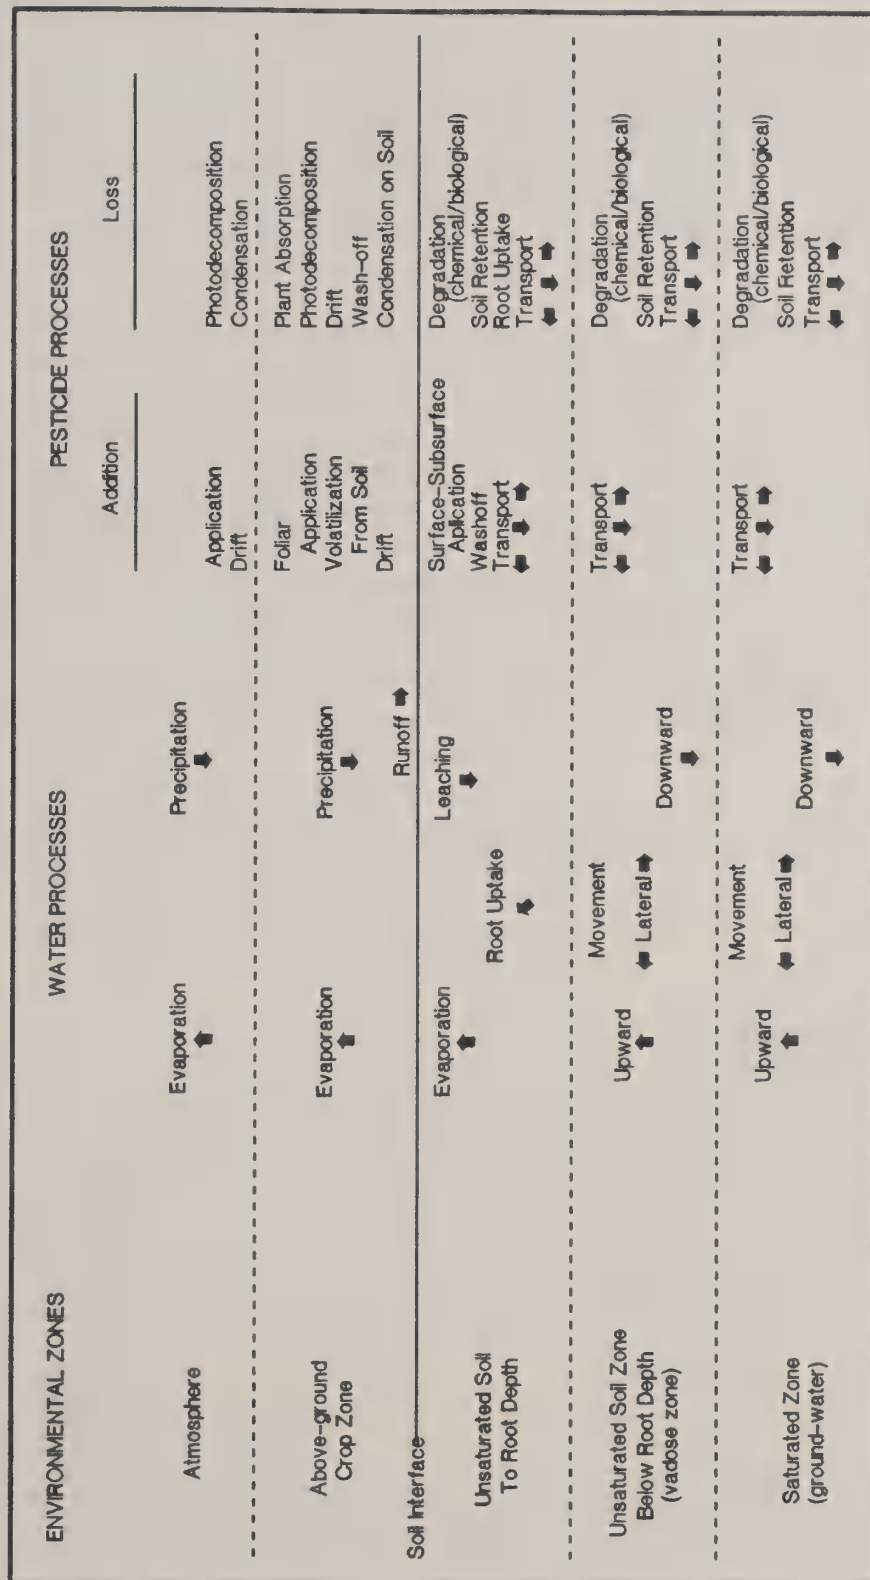 ENVIRONMENTAL ZONES
WATER PROCESSES
PESTICIDE PROCESSES
Addition
Loss
Atmosphere
Evaporation
Precipitation
Application
Drift
Photodecomposition
Condensation
Above-ground
Crop Zone
Evaporation
Precipitation
Runoff
Foliar
Application
Volatilization
From Soil
Drift
Plant Absorption
Photodecomposition
Drift
Wash-off
Condensation on Soil
Soil Interface
Unsaturated Soil
To Root Depth
Evaporation
Root Uptake
Leaching
Surface-Subsurface
Aplication
Washoff
Transport
Degradation
(chemical/biological)
Soil Retention
Root Uptake
Transport
Unsaturated Soil Zone
Below Root Depth
(vadose zone)
Movement
Upward
Lateral
Downward
Transport
Degradation
(chemical/biological)
Soil Retention
Transport
Saturated Zone
(ground-water)
Movement
Upward
Lateral
Downward
Transport
Degradation
(chemical/biological)
Soil Retention
Transport